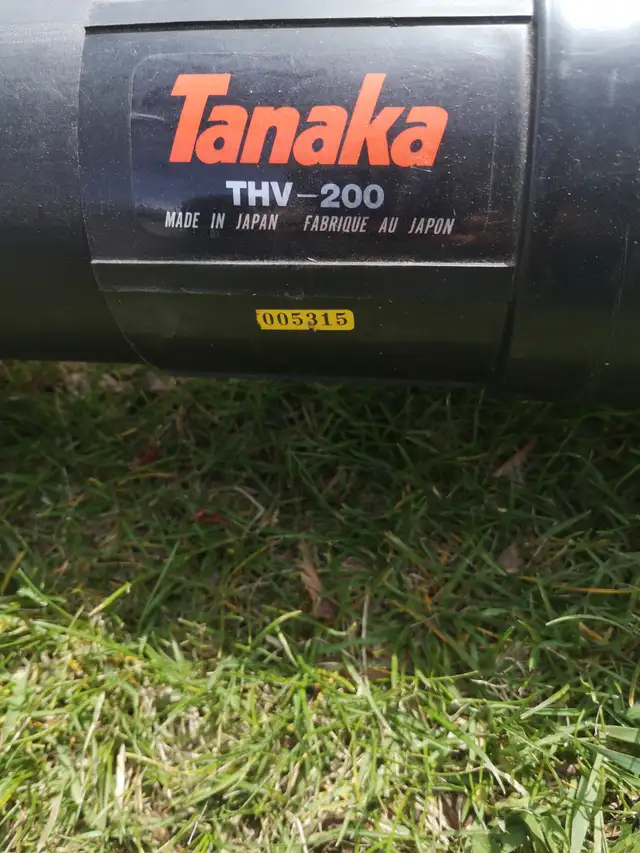 Tanaka
THV-200
MADE IN JAPAN FABRIQUE AU JAPON
005315